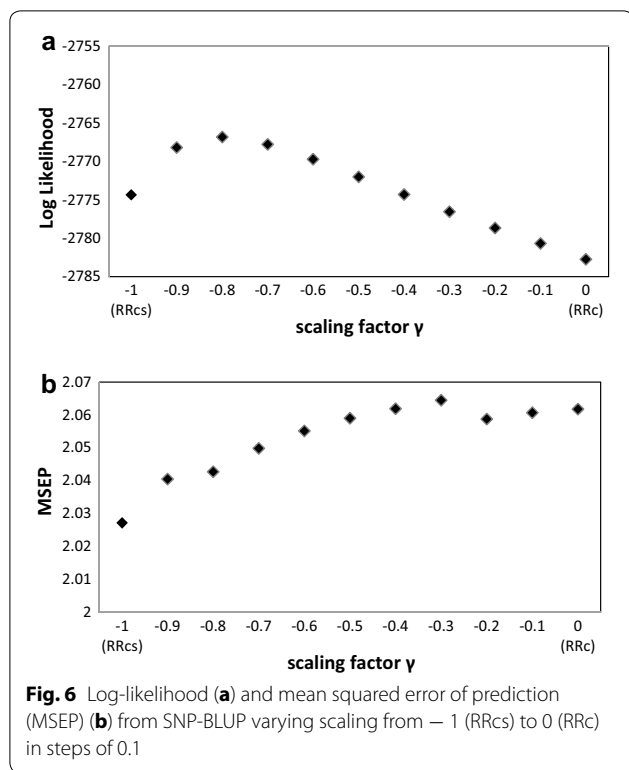 a
-2755
-2760
-2765
-2770
-2775
-2780
-2785
Log Likelihood
-1 -0.9 -0.8 -0.7 -0.6 -0.5 -0.4 -0.3 -0.2 -0.1 0
(RRcs) (RRc)
scaling factor γ
b
2.07
2.06
2.05
2.04
2.03
2.02
2.01
2
MSEP
-1 -0.9 -0.8 -0.7 -0.6 -0.5 -0.4 -0.3 -0.2 -0.1 0
(RRcs) (RRc)
scaling factor γ
Fig. 6 Log-likelihood (a) and mean squared error of prediction
(MSEP) (b) from SNP-BLUP varying scaling from − 1 (RRcs) to 0 (RRc)
in steps of 0.1